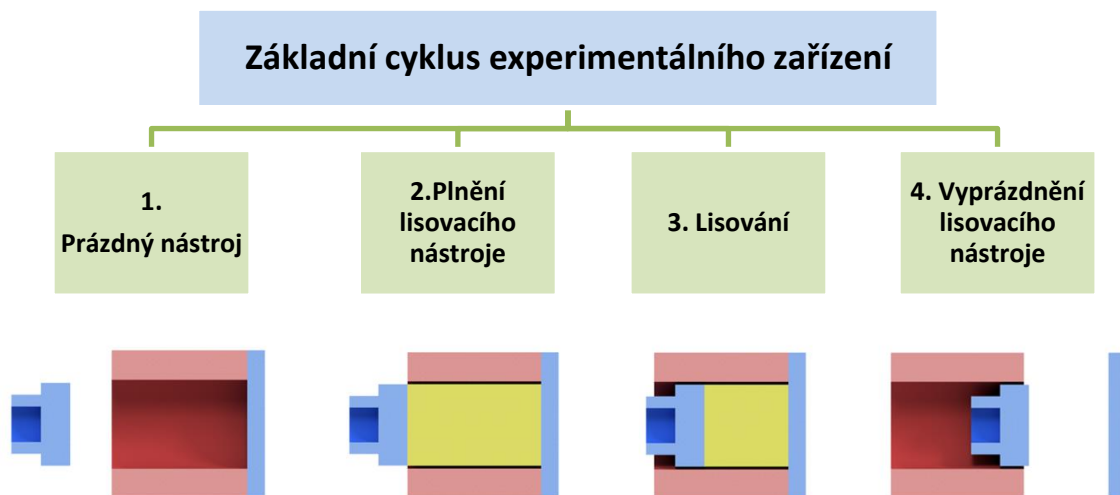 Základní cyklus experimentálního zařízení
1.
Prázdný nástroj
2.Plnění
lisovacího
nástroje
3. Lisování
4. Vyprázdnění
lisovacího
nástroje